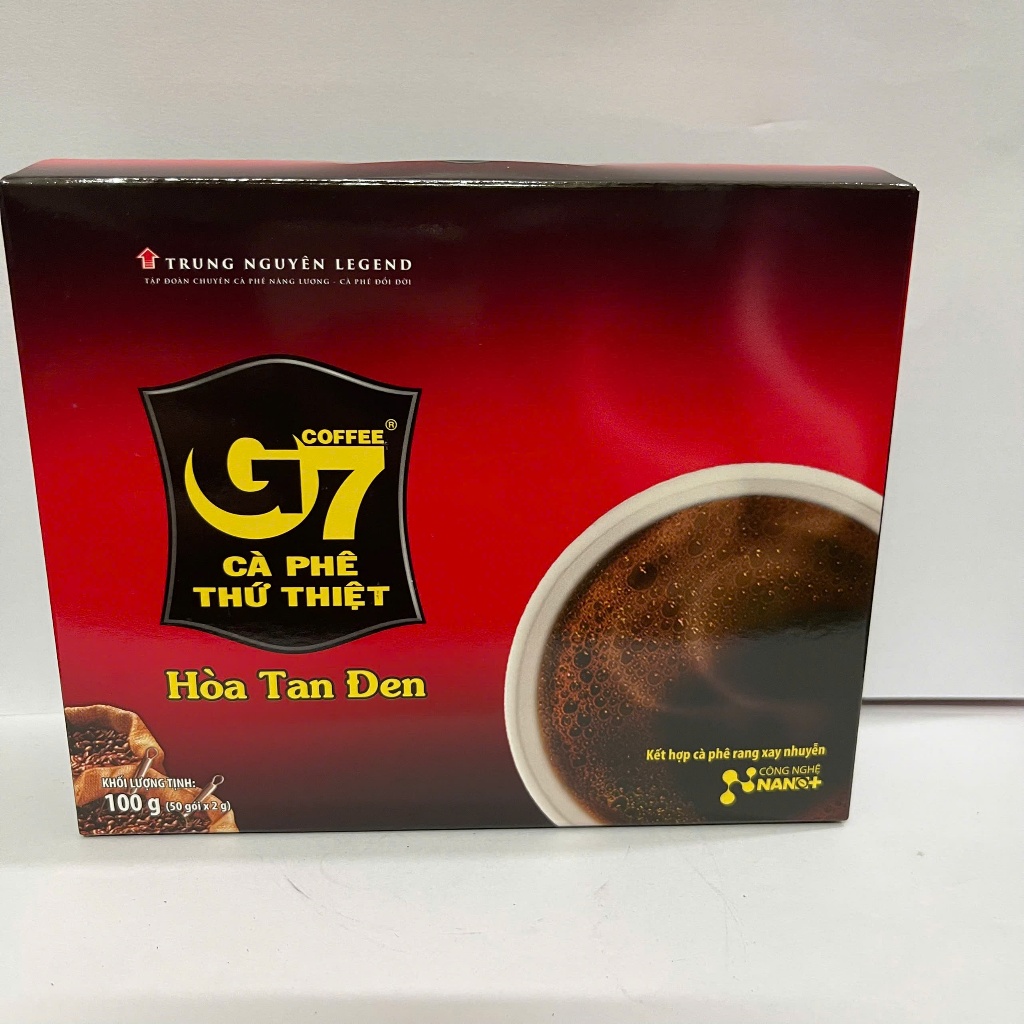 TRUNG NGUYÊN LEGEND
TẬP ĐOÀN CHUYÊN CÀ PHÊ NĂNG LƯỢNG - CÀ PHÊ ĐỔI ĐỜI
COFFEE ®
G7
CÀ PHÊ
THỨ THIỆT
Hòa Tan Đen
KHỐI LƯỢNG TỊNH:
100 g (50 gói x 2 g)
Kết hợp cà phê rang xay nhuyễn
CÔNG NGHỆ
NANO+